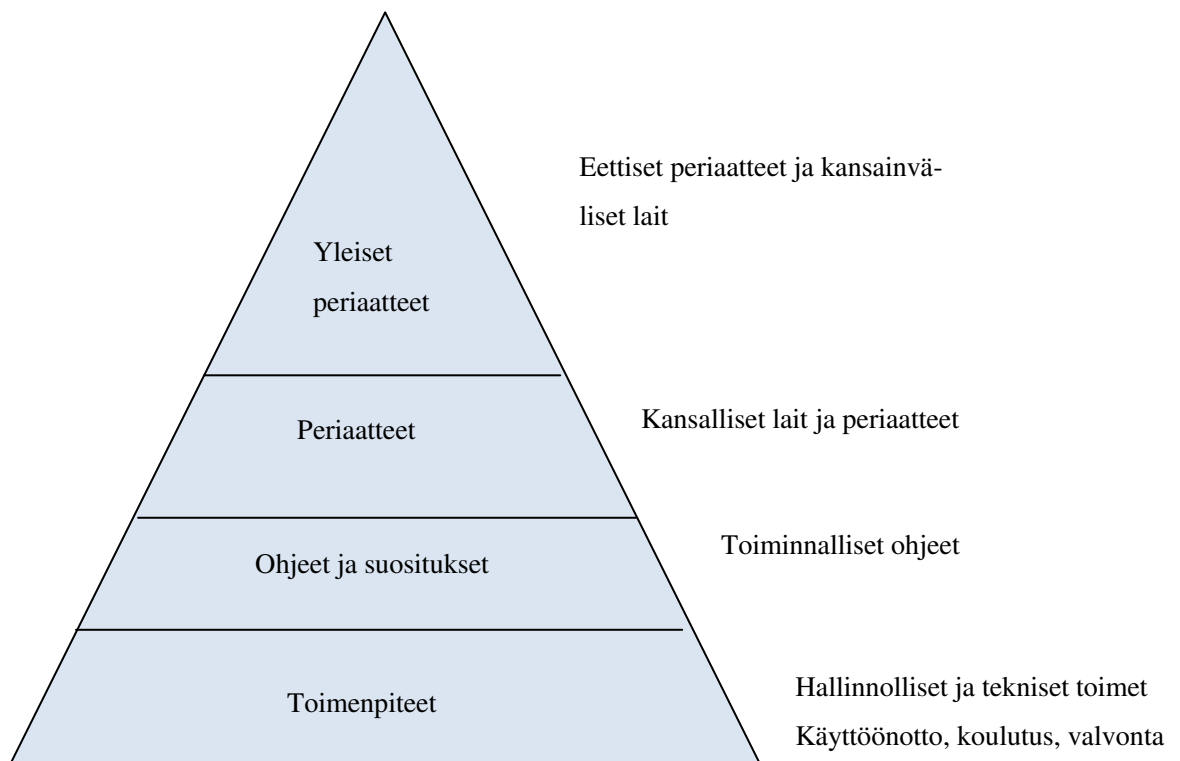 Eettiset periaatteet ja kansainvä-
liset lait
Yleiset
periaatteet
Kansalliset lait ja periaatteet
Periaatteet
Toiminnalliset ohjeet
Ohjeet ja suositukset
Toimenpiteet
Hallinnolliset ja tekniset toimet
Käyttöönotto, koulutus, valvonta